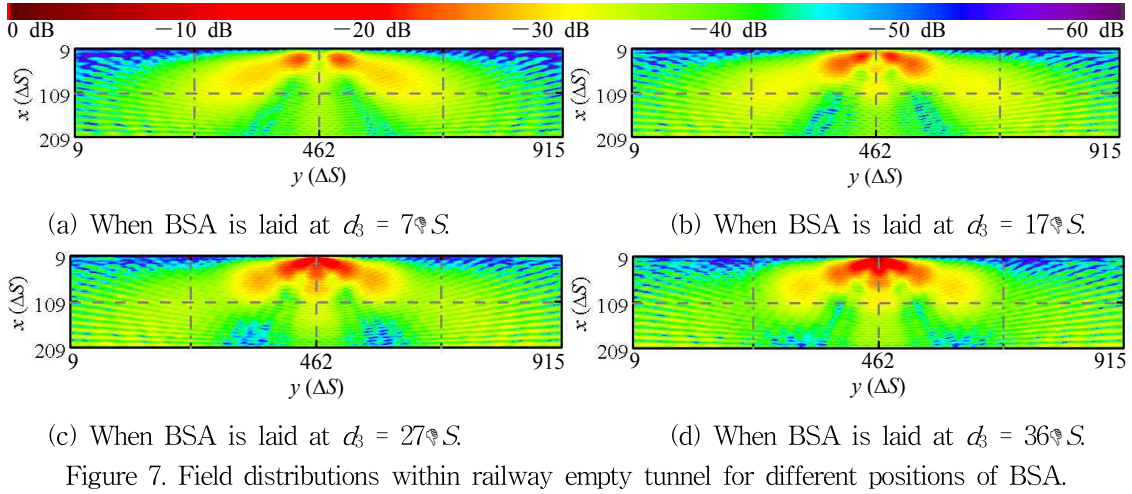 0 dB −10 dB −20 dB −30 dB −40 dB −50 dB −60 dB
9 109 209
x (ΔS)
9 462 915
y (ΔS)
9 109 209
x (ΔS)
9 462 915
y (ΔS)
(a) When BSA is laid at d3 = 7👎S.
(b) When BSA is laid at d3 = 17👎S.
9 109 209
x (ΔS)
9 462 915
y (ΔS)
9 109 209
x (ΔS)
9 462 915
y (ΔS)
(c) When BSA is laid at d3 = 27👎S.
(d) When BSA is laid at d3 = 36👎S.
Figure 7. Field distributions within railway empty tunnel for different positions of BSA.